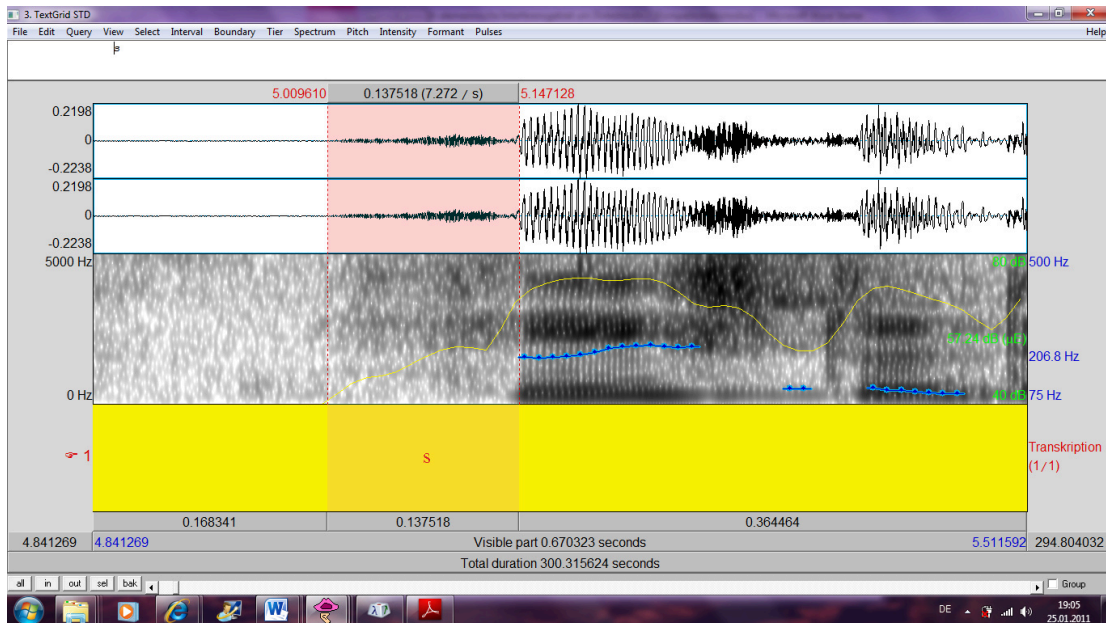 3. TextGrid STD
File Edit Query View Select Interval Boundary Tier Spectrum Pitch Intensity Formant Pulses Help
s
5.009610 0.137518 (7.272 / s) 5.147128
0.2198
0
-0.2238
0.2198
0
-0.2238
5000 Hz 500 Hz
206.8 Hz
0 Hz 40 dB 75 Hz
☞ 1 s Transkription
(1/1)
0.168341 0.137518 0.364464
4.841269 4.841269 Visible part 0.670323 seconds 5.511592 294.804032
Total duration 300.315624 seconds
all in out sel bak Group
DE 19:05
25.01.2011